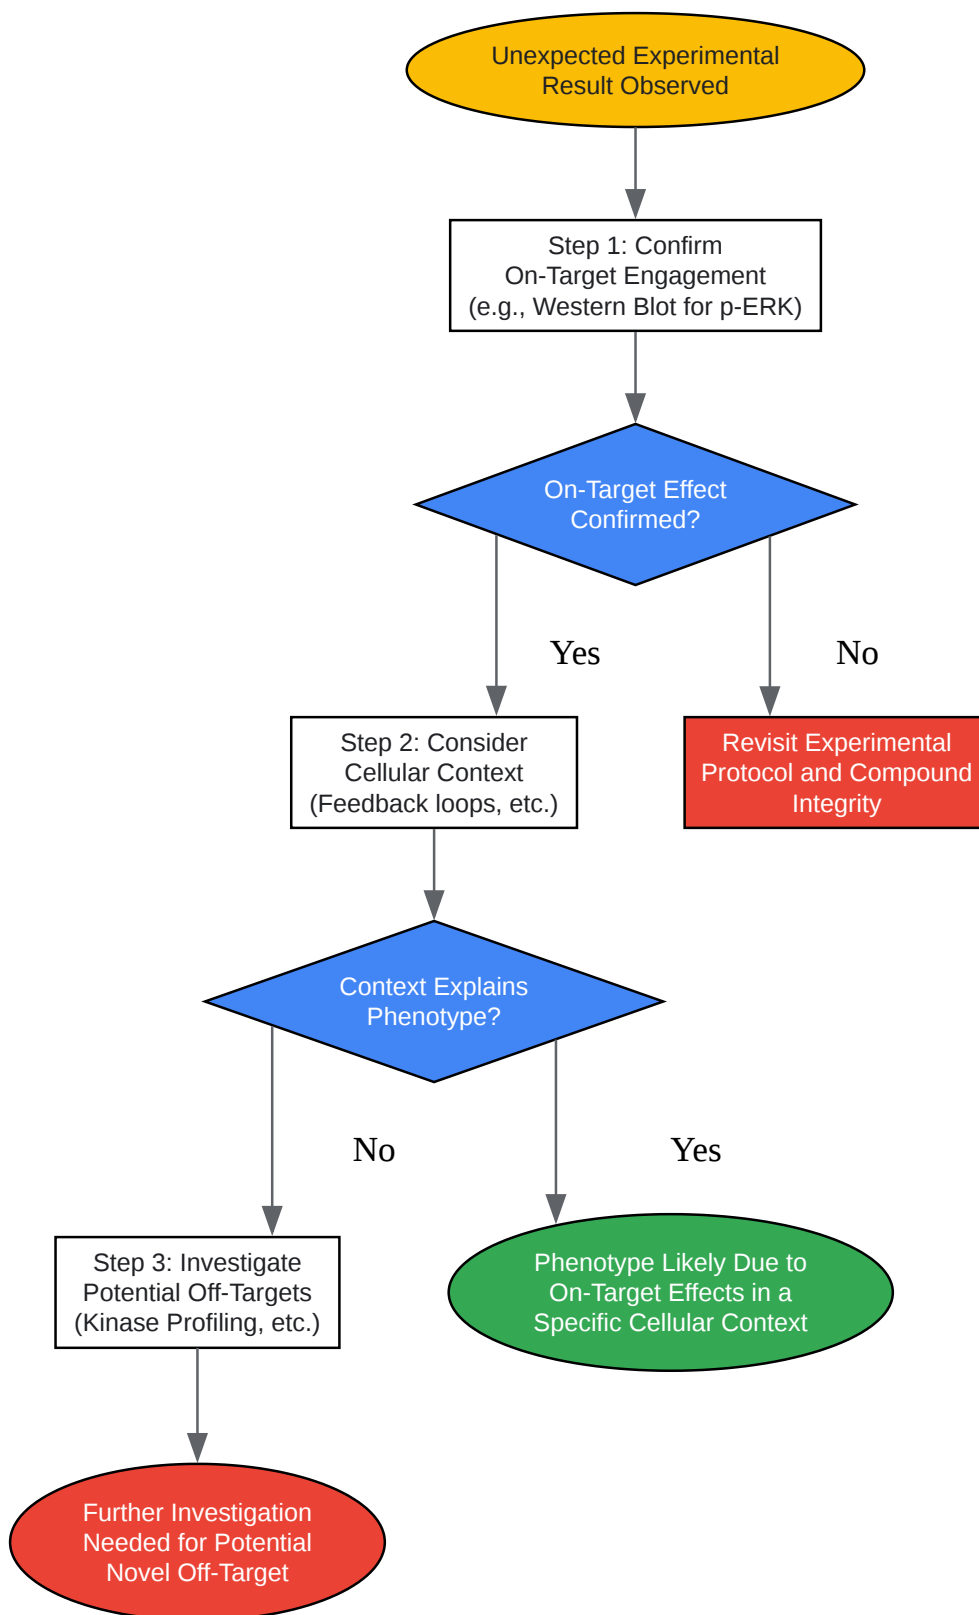 Unexpected Experimental
Result Observed
Step 1: Confirm
On-Target Engagement
(e.g., Western Blot for p-ERK)
On-Target Effect
Confirmed?
Yes
No
Step 2: Consider
Cellular Context
(Feedback loops, etc.)
Revisit Experimental
Protocol and Compound
Integrity
Context Explains
Phenotype?
No
Yes
Step 3: Investigate
Potential Off-Targets
(Kinase Profiling, etc.)
Phenotype Likely Due to
On-Target Effects in a
Specific Cellular Context
Further Investigation
Needed for Potential
Novel Off-Target